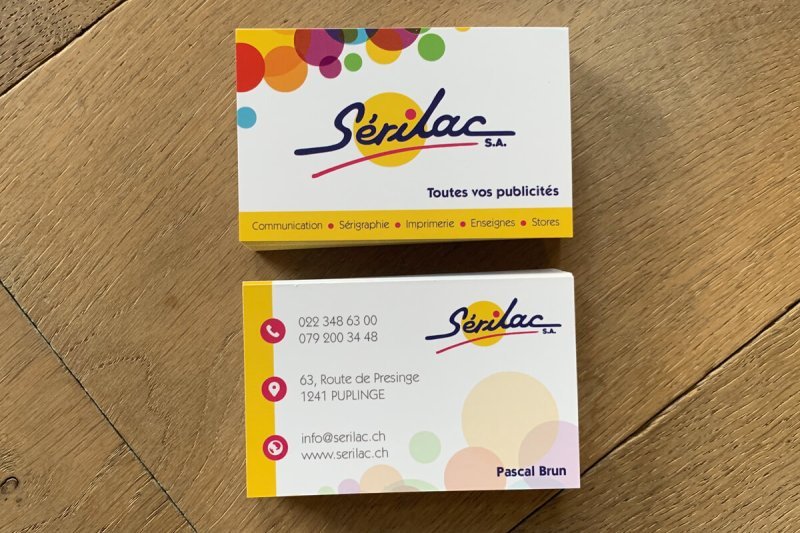 Sérilac
S.A.
Toutes vos publicités
Communication • Sérigraphie • Imprimerie • Enseignes • Stores
022 348 63 00
079 200 34 48
Sérilac
S.A.
63, Route de Presinge
1241 PUPLINGE
info@serilac.ch
www.serilac.ch
Pascal Brun